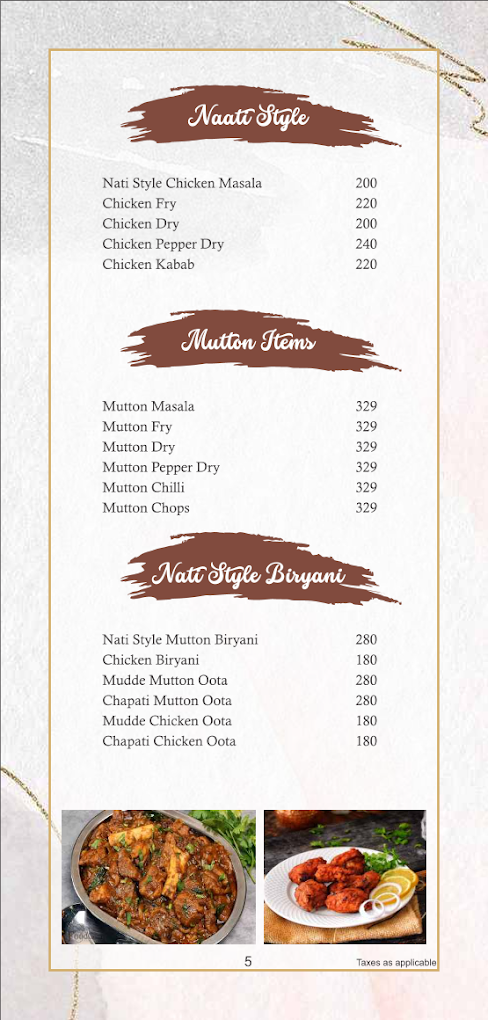 Naati Style
Nati Style Chicken Masala 200
Chicken Fry 220
Chicken Dry 200
Chicken Pepper Dry 240
Chicken Kabab 220
Mutton Items
Mutton Masala 329
Mutton Fry 329
Mutton Dry 329
Mutton Pepper Dry 329
Mutton Chilli 329
Mutton Chops 329
Nati Style Biryani
Nati Style Mutton Biryani 280
Chicken Biryani 180
Mudde Mutton Oota 280
Chapati Mutton Oota 280
Mudde Chicken Oota 180
Chapati Chicken Oota 180
5
Taxes as applicable